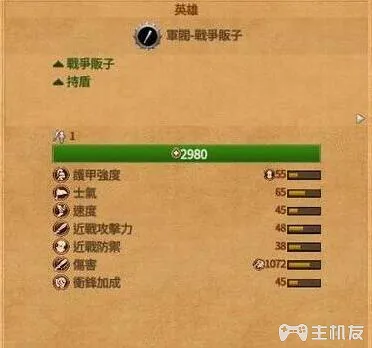 英雄
軍閥-戰爭販子
戰爭販子
持盾
1
2980
護甲強度 55
士氣 65
速度 45
近戰攻擊力 48
近戰防禦 38
傷害 1072
衝鋒加成 45
主机友